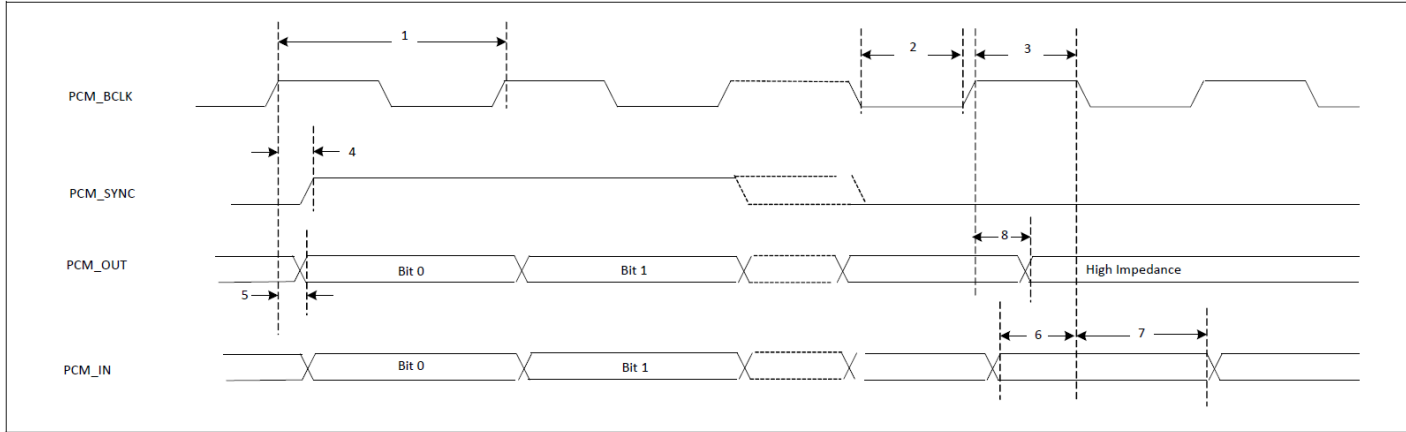 1
2
3
PCM_BCLK
4
PCM_SYNC
8
PCM_OUT
Bit 0
Bit 1
High Impedance
5
6
7
PCM_IN
Bit 0
Bit 1